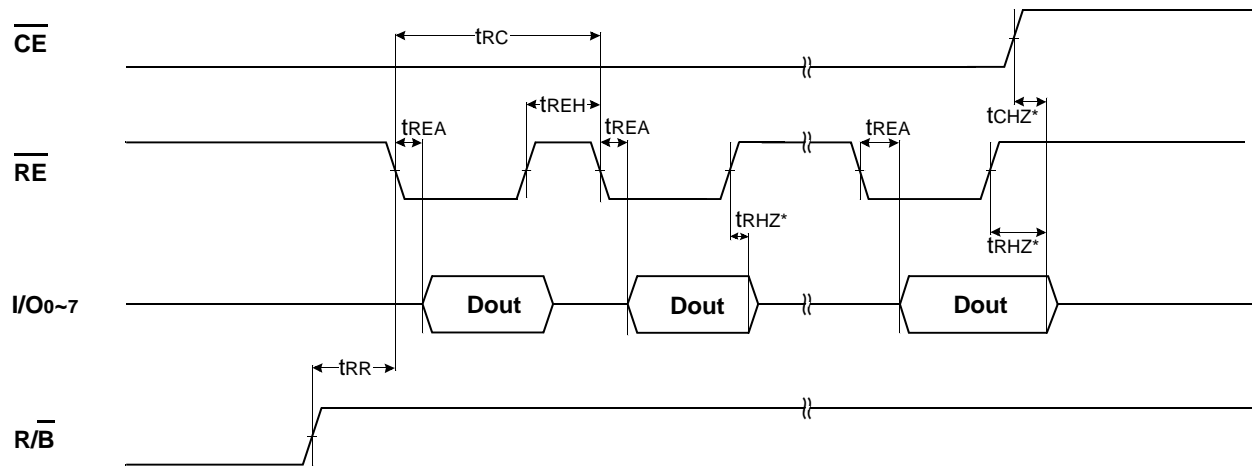 CE
tRC
tREH
tCHZ*
tREA
tREA
tREA
RE
tRHZ*
tRHZ*
I/O0~7
Dout
Dout
Dout
tRR
R/B